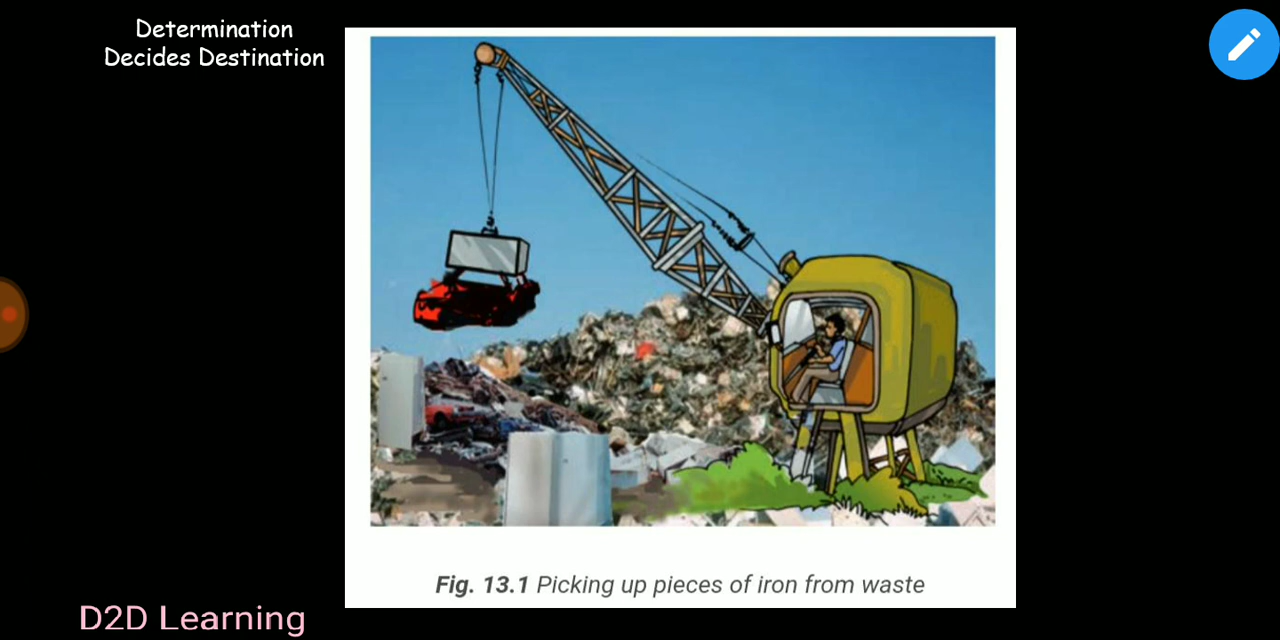 Determination
Decides Destination
Fig. 13.1 Picking up pieces of iron from waste
D2D Learning